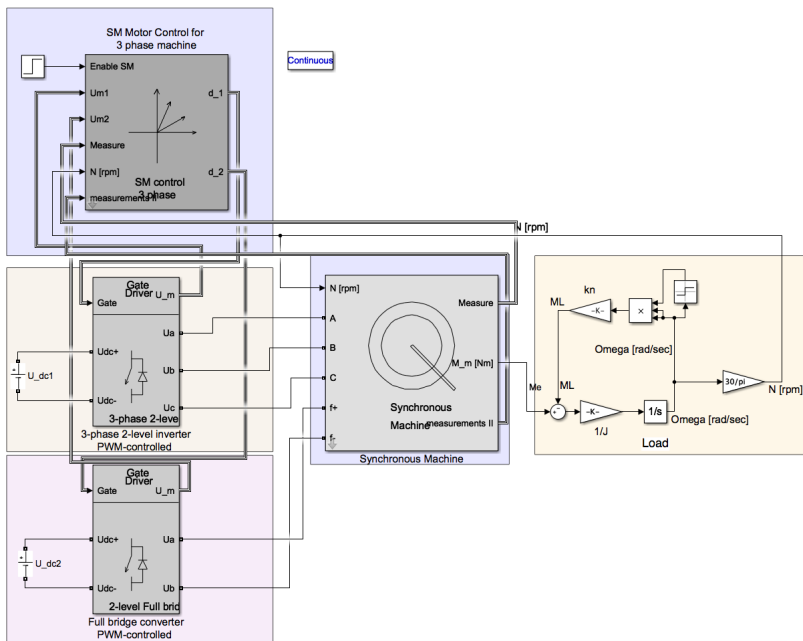 SM Motor Control for
3 phase machine
Continuous
Enable SM
Um1
Um2
Measure
N [rpm]
measurements II
d_1
d_2
SM control
3 phase
N [rpm]
Gate
Driver
Gate
U_m
Ua
Ub
Uc
Udc+
Udc-
U_dc1
+
3-phase 2-leve
3-phase 2-level inverter
PWM-controlled
N [rpm]
A
B
C
f+
f-
Measure
M_m [Nm]
measurements II
Synchronous
Machine
Synchronous Machine
kn
ML
-K-
×
Omega [rad/sec]
ML
Me
+
-
-K-
1/J
1/s
Omega [rad/sec]
30/pi
N [rpm]
Load
Gate
Driver
Gate
U_m
Udc+
Udc-
Ua
Ub
U_dc2
+
2-level Full brid
Full bridge converter
PWM-controlled